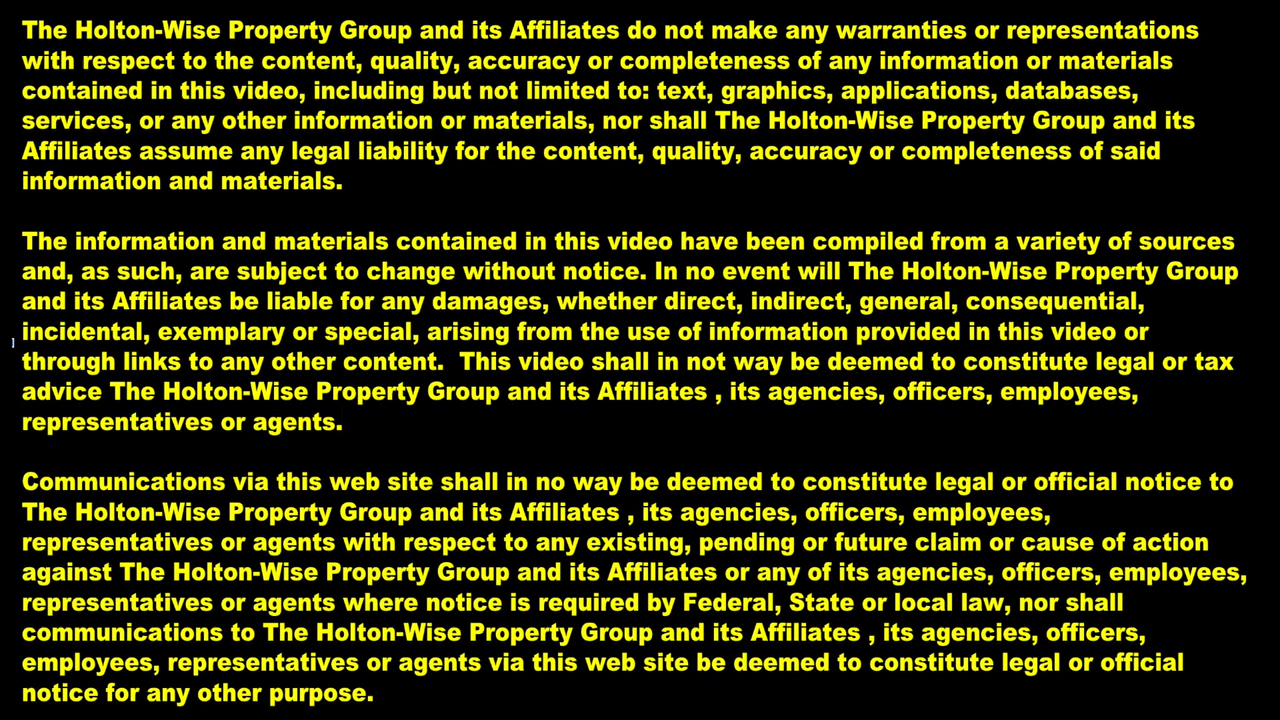 The Holton-Wise Property Group and its Affiliates do not make any warranties or representations
with respect to the content, quality, accuracy or completeness of any information or materials
contained in this video, including but not limited to: text, graphics, applications, databases,
services, or any other information or materials, nor shall The Holton-Wise Property Group and its
Affiliates assume any legal liability for the content, quality, accuracy or completeness of said
information and materials.
The information and materials contained in this video have been compiled from a variety of sources
and, as such, are subject to change without notice. In no event will The Holton-Wise Property Group
and its Affiliates be liable for any damages, whether direct, indirect, general, consequential,
incidental, exemplary or special, arising from the use of information provided in this video or
through links to any other content.  This video shall in not way be deemed to constitute legal or tax
advice The Holton-Wise Property Group and its Affiliates , its agencies, officers, employees,
representatives or agents.
Communications via this web site shall in no way be deemed to constitute legal or official notice to
The Holton-Wise Property Group and its Affiliates , its agencies, officers, employees,
representatives or agents with respect to any existing, pending or future claim or cause of action
against The Holton-Wise Property Group and its Affiliates or any of its agencies, officers, employees,
representatives or agents where notice is required by Federal, State or local law, nor shall
communications to The Holton-Wise Property Group and its Affiliates , its agencies, officers,
employees, representatives or agents via this web site be deemed to constitute legal or official
notice for any other purpose.